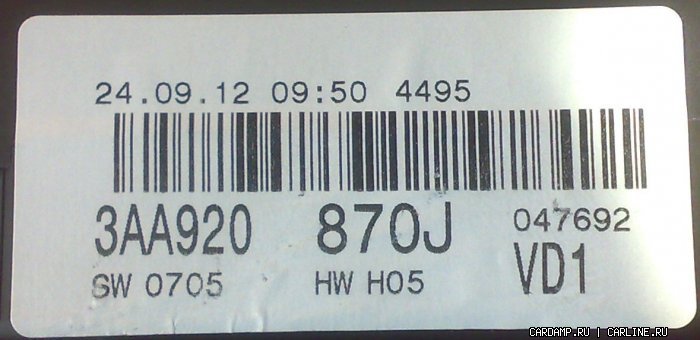 24.09.12 09:50 4495
3AA920 870J 047692
SW 0705 HW H05 VD1
CARDAMP.RU | CARLINE.RU